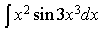 ∫x² sin 3x³dx